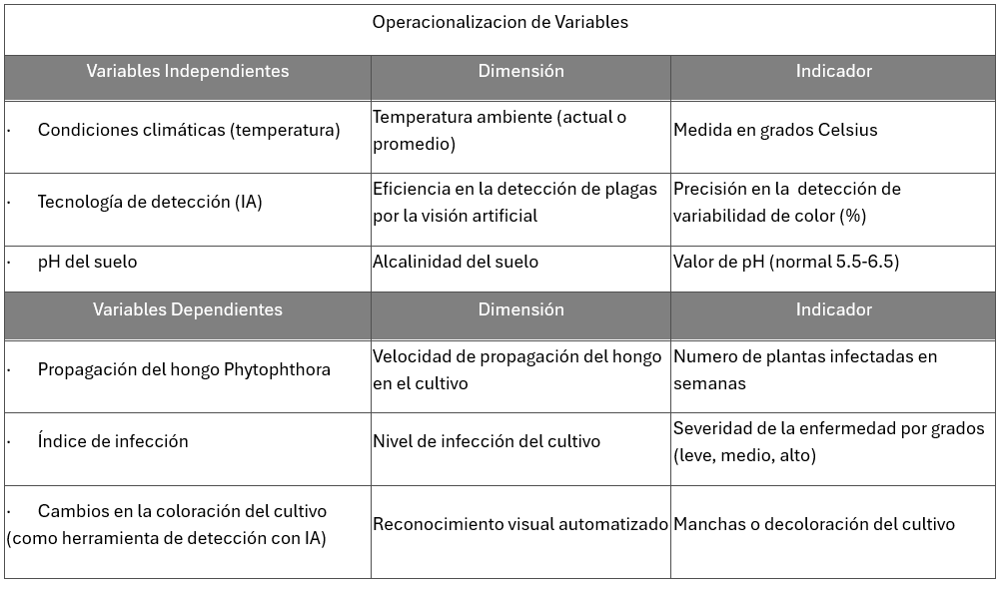 Operacionalizacion de Variables
Variables Independientes Dimensión Indicador
· Condiciones climáticas (temperatura)
Temperatura ambiente (actual o
promedio)
Medida en grados Celsius
· Tecnología de detección (IA)
Eficiencia en la detección de plagas
por la visión artificial
Precisión en la  detección de
variabilidad de color (%)
· pH del suelo
Alcalinidad del suelo
Valor de pH (normal 5.5-6.5)
Variables Dependientes Dimensión Indicador
· Propagación del hongo Phytophthora
Velocidad de propagación del hongo
en el cultivo
Numero de plantas infectadas en
semanas
· Índice de infección
Nivel de infección del cultivo
Severidad de la enfermedad por grados
(leve, medio, alto)
· Cambios en la coloración del cultivo
(como herramienta de detección con IA)
Reconocimiento visual automatizado
Manchas o decoloración del cultivo